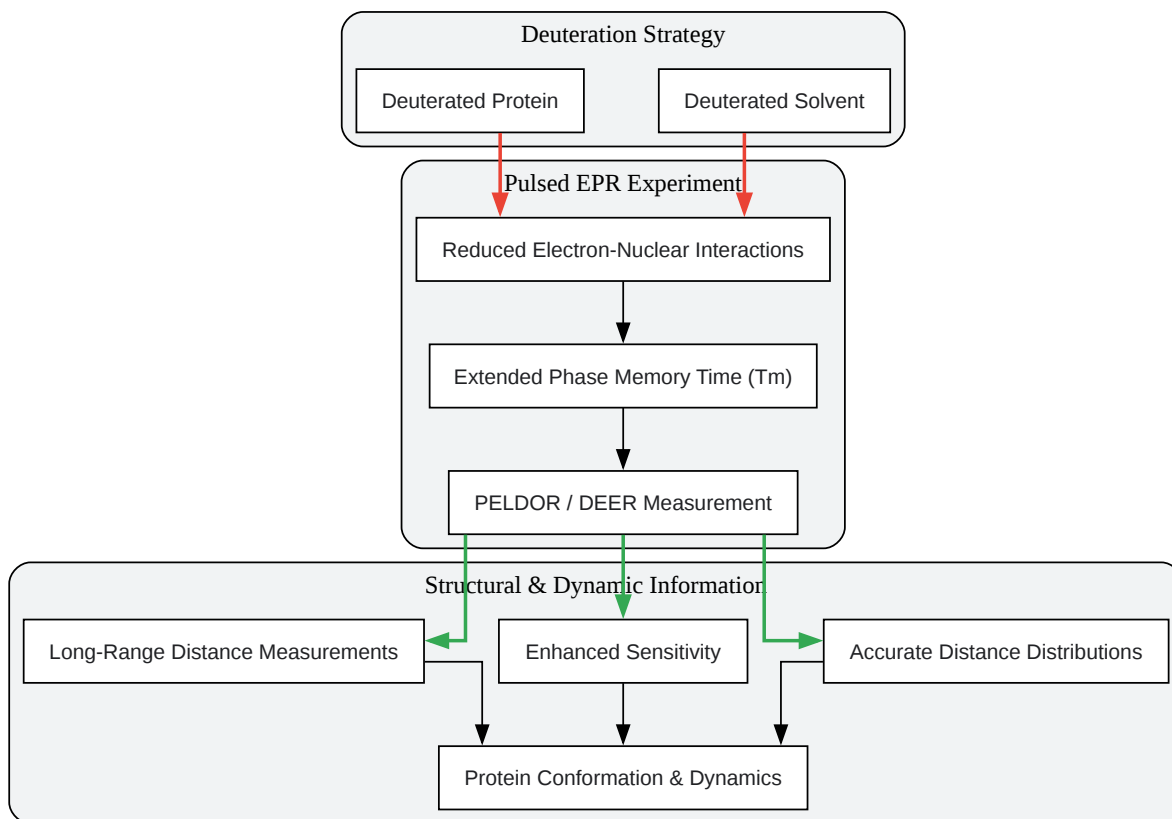 Deuteration Strategy
Deuterated Protein
Deuterated Solvent
Pulsed EPR Experiment
Reduced Electron-Nuclear Interactions
Extended Phase Memory Time (Tm)
PELDOR / DEER Measurement
Structural & Dynamic Information
Long-Range Distance Measurements
Enhanced Sensitivity
Accurate Distance Distributions
Protein Conformation & Dynamics